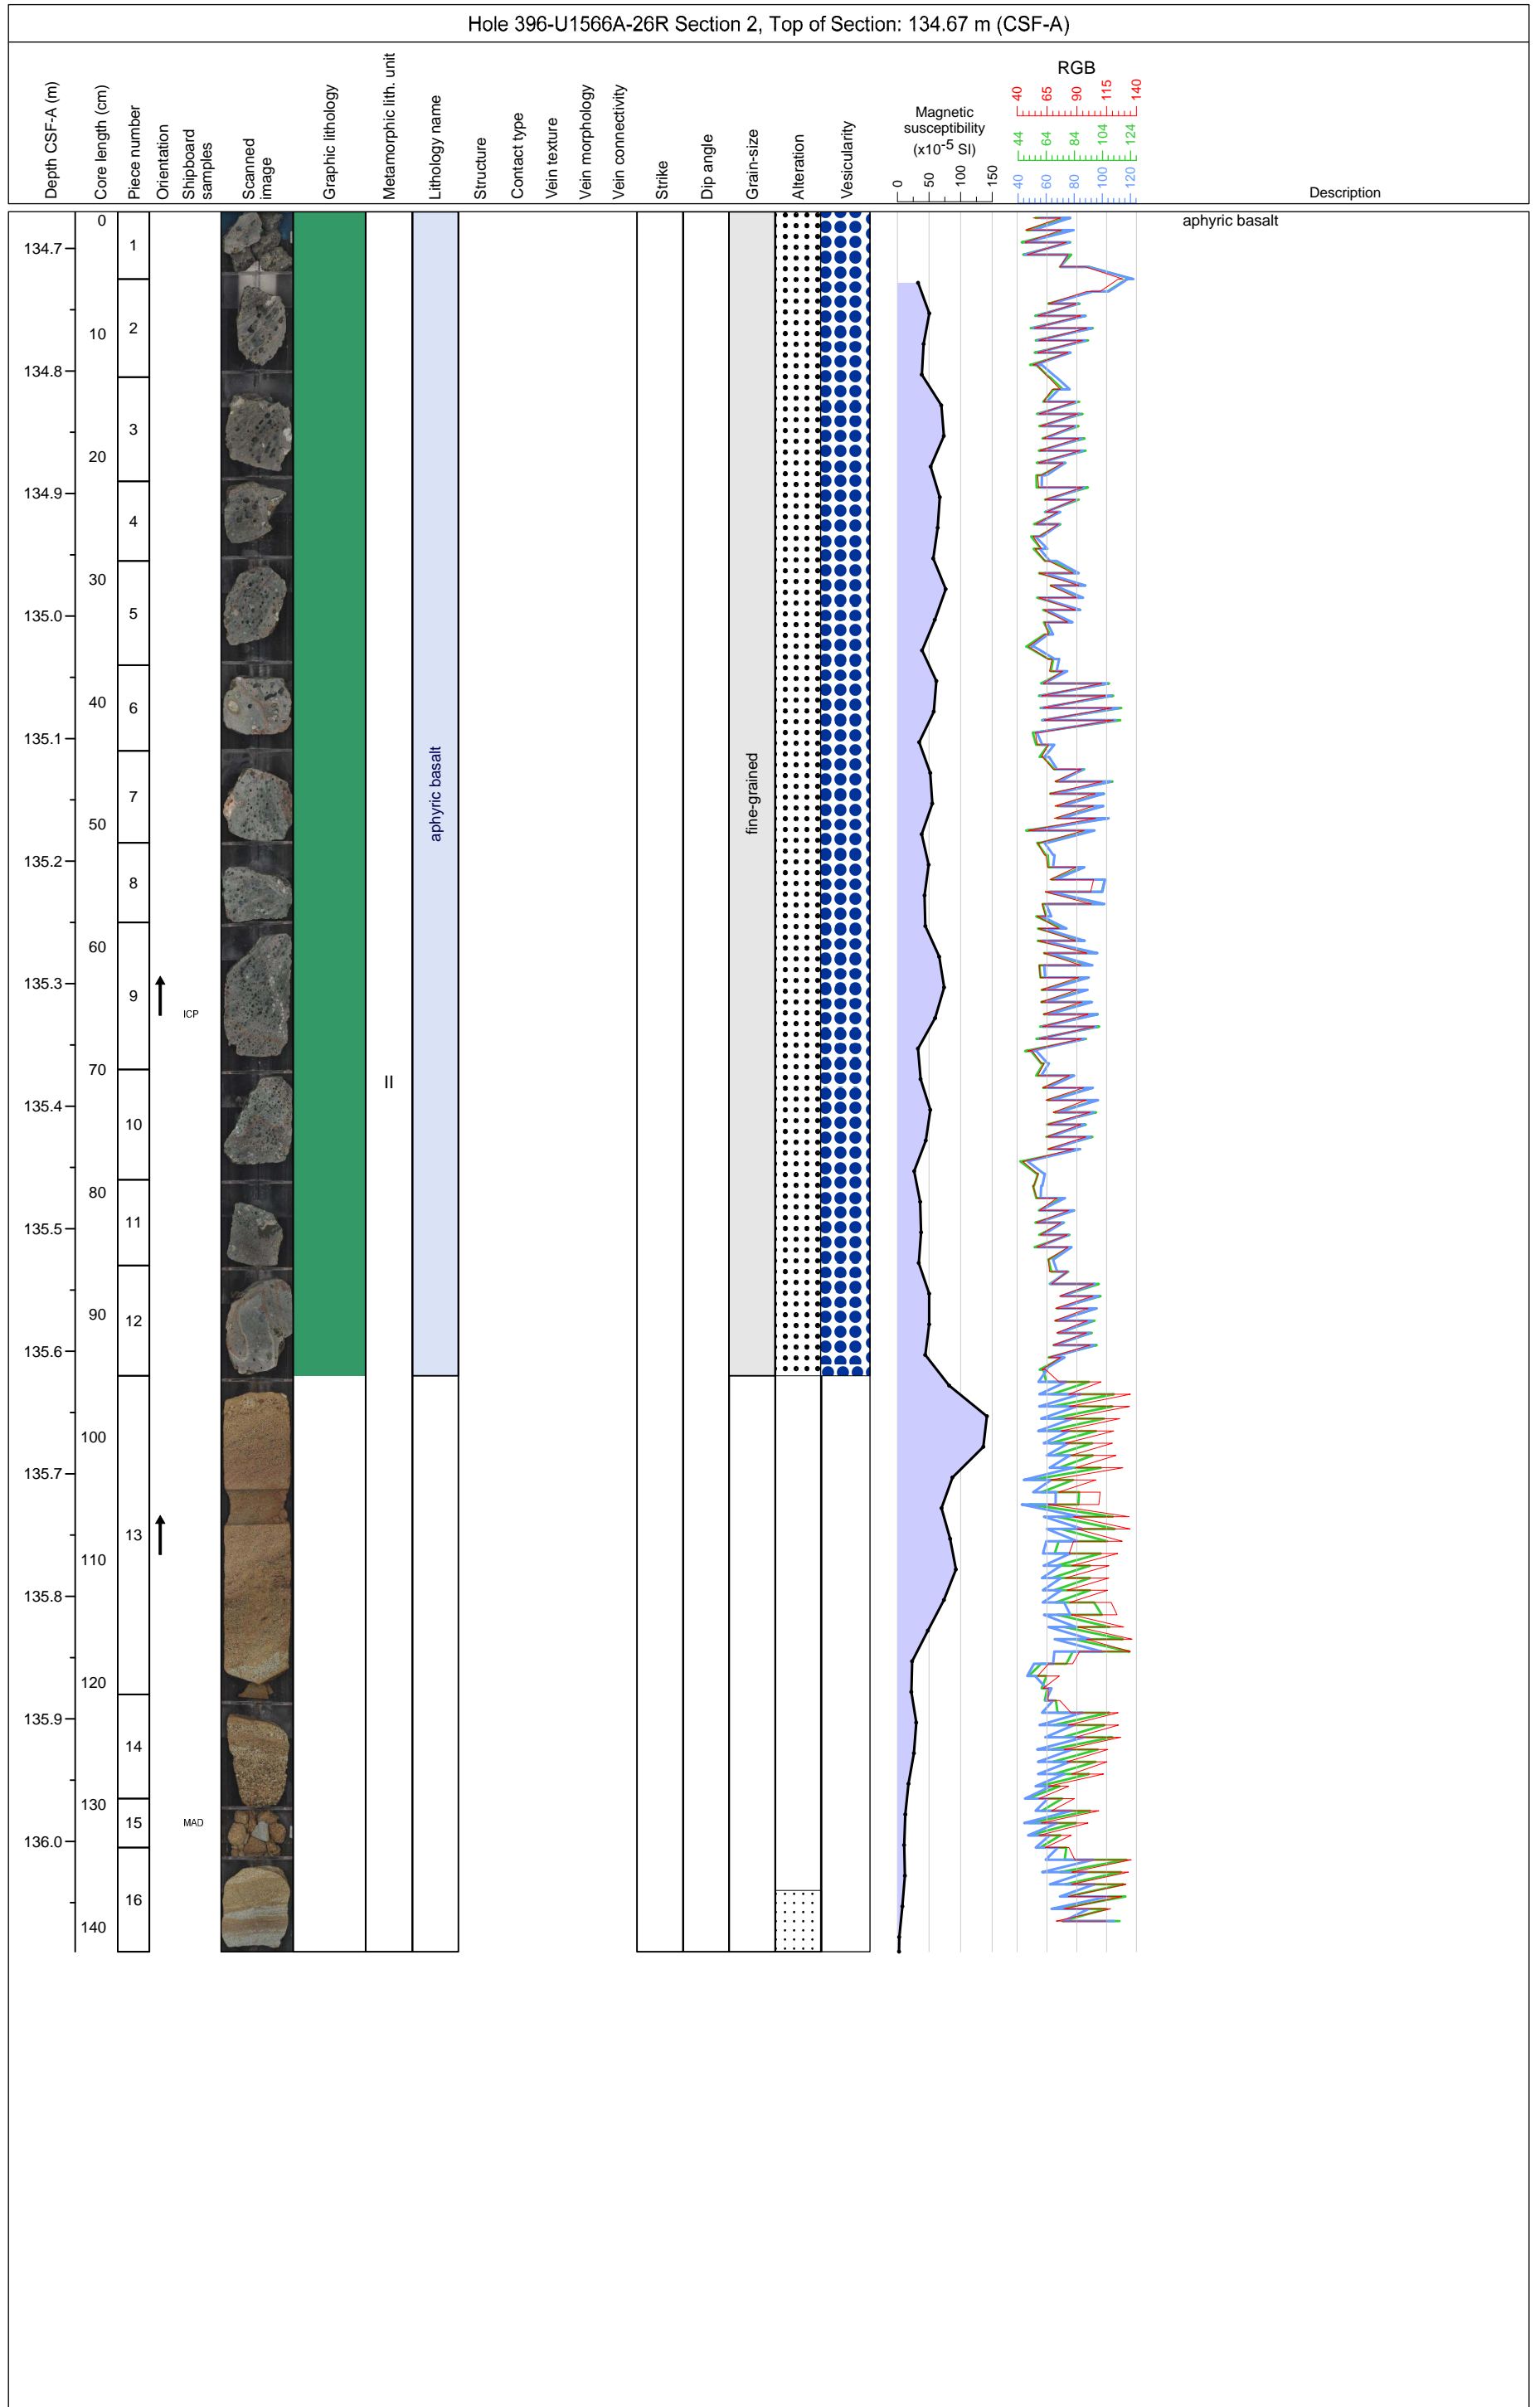 Hole 396-U1566A-26R Section 2, Top of Section: 134.67 m (CSF-A)
Depth CSF-A (m)
Core length (cm)
Piece number
Orientation
Shipboard
samples
Scanned
image
Graphic lithology
Metamorphic lith. unit
Lithology name
Structure
Contact type
Vein texture
Vein morphology
Vein connectivity
Strike
Dip angle
Grain-size
Alteration
Vesicularity
Magnetic
susceptibility
(x10-5 SI)
0 50 100 150
RGB
40 65 90 115 140
44 64 84 104 124
40 60 80 100 120
Description
0
aphyric basalt
1
134.7
2
10
134.8
3
20
134.9
4
30
5
135.0
40
6
135.1
aphyric basalt
fine-grained
7
50
135.2
8
60
135.3
9
ICP
70
II
135.4
10
80
11
135.5
90
12
135.6
100
135.7
13
110
135.8
120
135.9
14
130
15
MAD
136.0
16
140